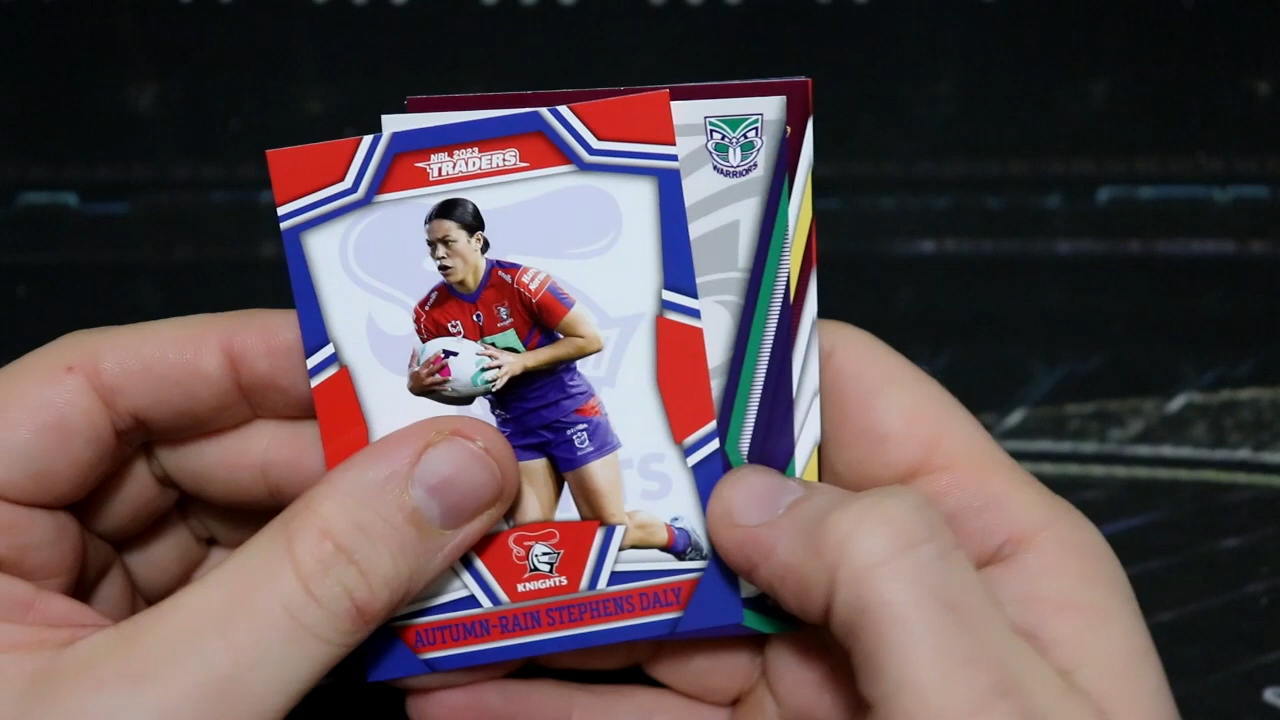 NRL 2023
TRADERS
WARRIORS
KNIGHTS
AUTUMN-RAIN STEPHENS DALY